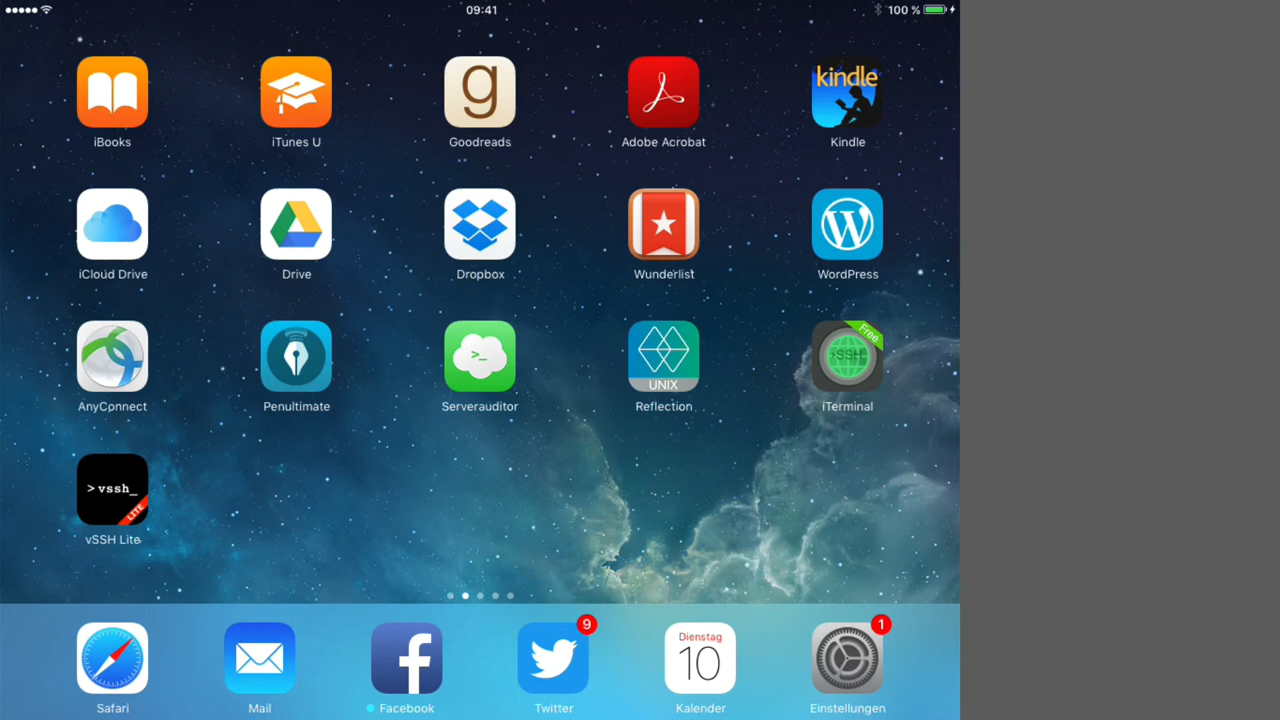 09:41
100 %
g
kindle
iBooks
iTunes U
Goodreads
Adobe Acrobat
Kindle
iCloud Drive
Drive
Dropbox
Wunderlist
WordPress
>_
UNIX
>SSH_
Free
AnyConnect
Penultimate
Serverauditor
Reflection
iTerminal
>vssh_
LITE
vSSH Lite
9
Dienstag
10
1
Safari
Mail
Facebook
Twitter
Kalender
Einstellungen